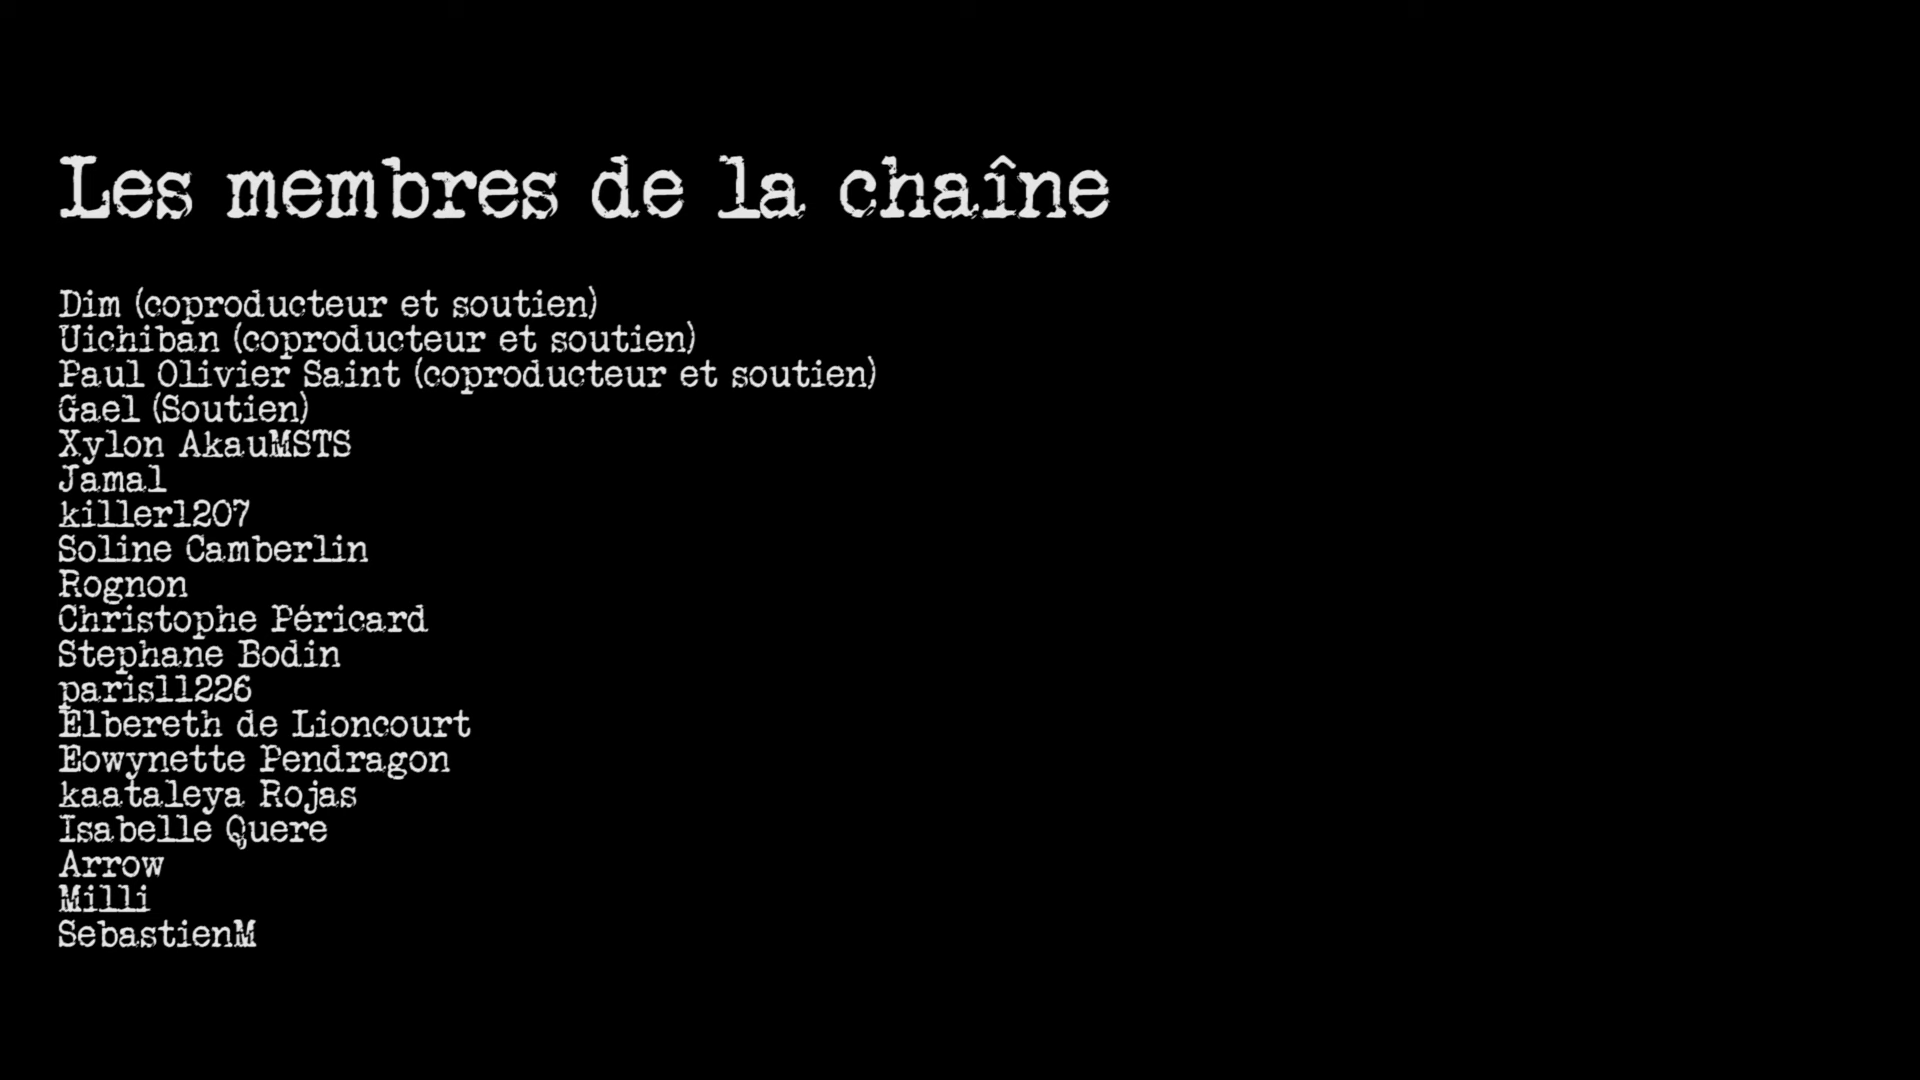 Les membres de la chaîne
Dim (coproducteur et soutien)
Uichiban (coproducteur et soutien)
Paul Olivier Saint (coproducteur et soutien)
Gael (Soutien)
Xylon AkauMSTS
Jamal
killer1207
Soline Camberlin
Rognon
Christophe Péricard
Stephane Bodin
paris11226
Elbereth de Lioncourt
Eowynette Pendragon
kaataleya Rojas
Isabelle Quere
Arrow
Milli
SebastienM